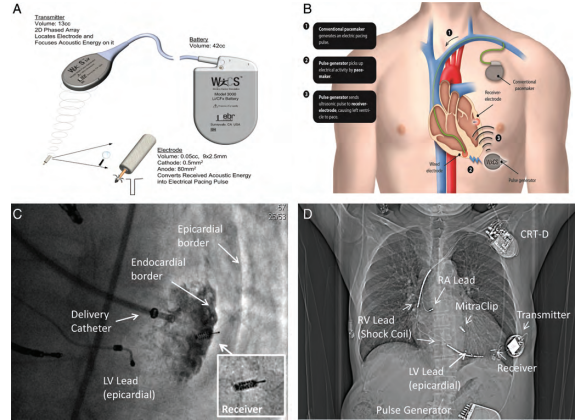 A
Transmitter
Volume: 13cc
2D Phased Array
Locates Electrode and
Focuses Acoustic Energy on it
Battery
Volume: 42cc
Electrode
Volume: 0.05cc, 9x2.5mm
Cathode: 0.5mm²
Anode: 80mm²
Converts Received Acoustic Energy
into Electrical Pacing Pulse
B
1 Conventional pacemaker
generates an electric pacing
pulse.
2 Pulse generator picks up
electrical activity by pace-
maker.
3 Pulse generator sends
ultrasonic pulse to receiver-
electrode, causing left ventri-
cle to pace.
1
Conventional
pacemaker
Receiver
electrode
3
Wired
electrode
2
WiCS
Pulse generator
C
Epicardial
border
Endocardial
border
Delivery
Catheter
LV Lead
(epicardial)
Receiver
D
CRT-D
RA Lead
MitraClip
Transmitter
RV Lead
(Shock Coil)
Receiver
LV Lead
(epicardial)
Pulse Generator